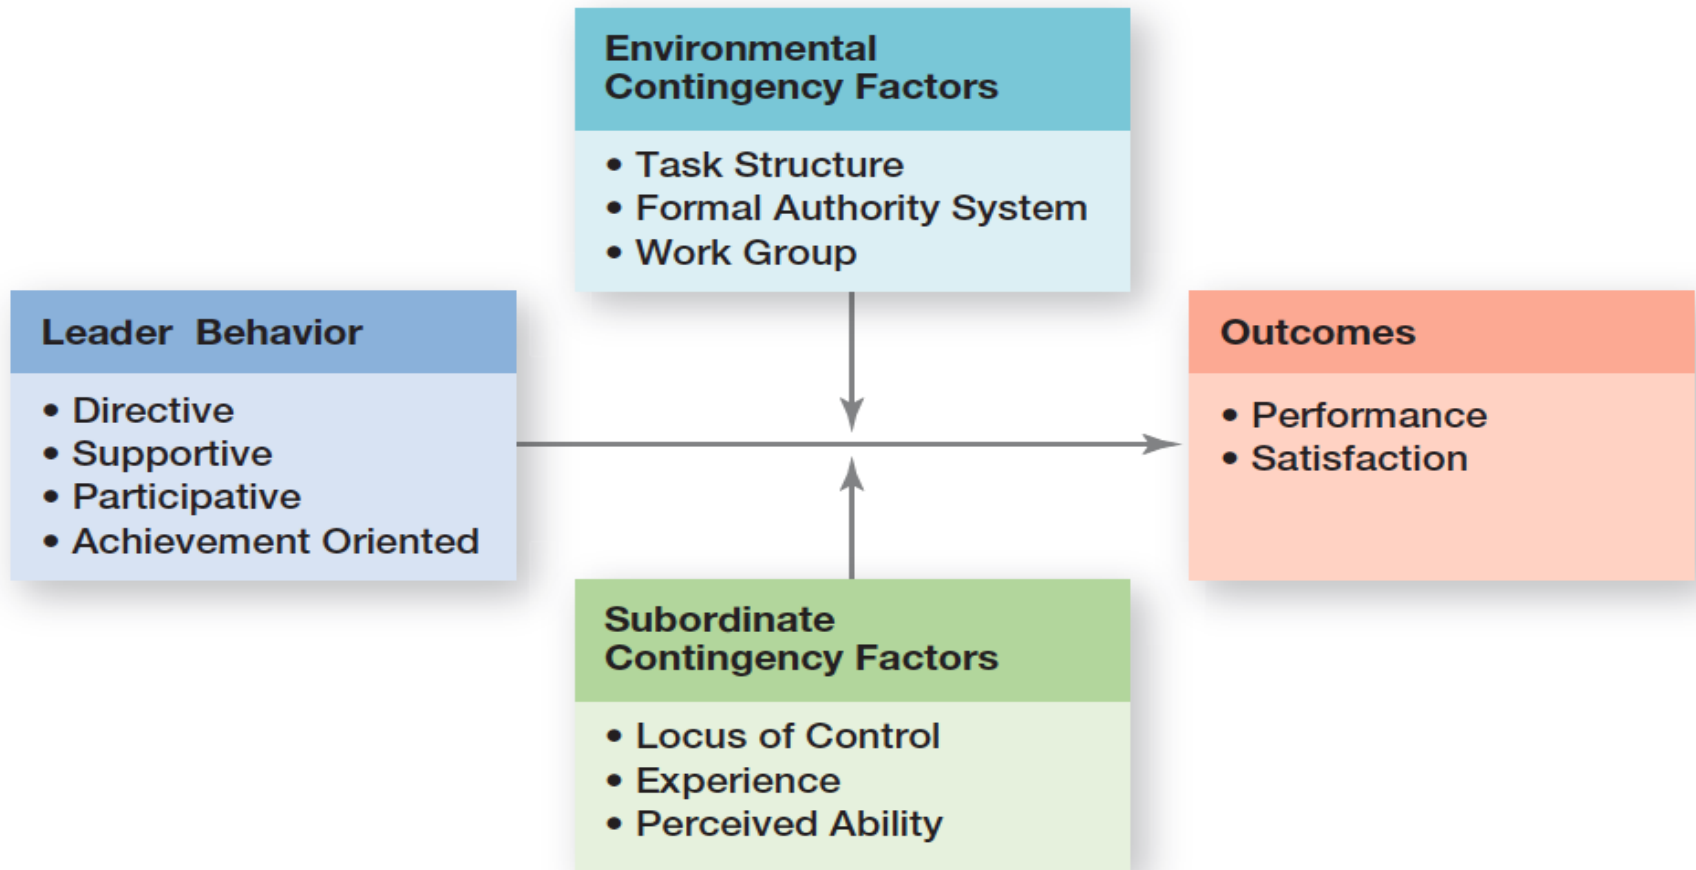 Environmental
Contingency Factors
• Task Structure
• Formal Authority System
• Work Group
Leader Behavior
• Directive
• Supportive
• Participative
• Achievement Oriented
Outcomes
• Performance
• Satisfaction
Subordinate
Contingency Factors
• Locus of Control
• Experience
• Perceived Ability